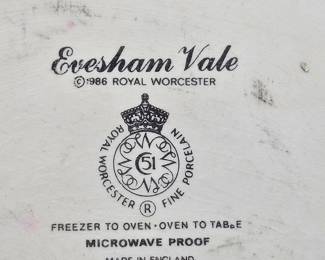 Evesham Vale
©1986 ROYAL WORCESTER
ROYAL WORCESTER FINE PORCELAIN
51
®
FREEZER TO OVEN · OVEN TO TABLE
MICROWAVE PROOF
MADE IN ENGLAND